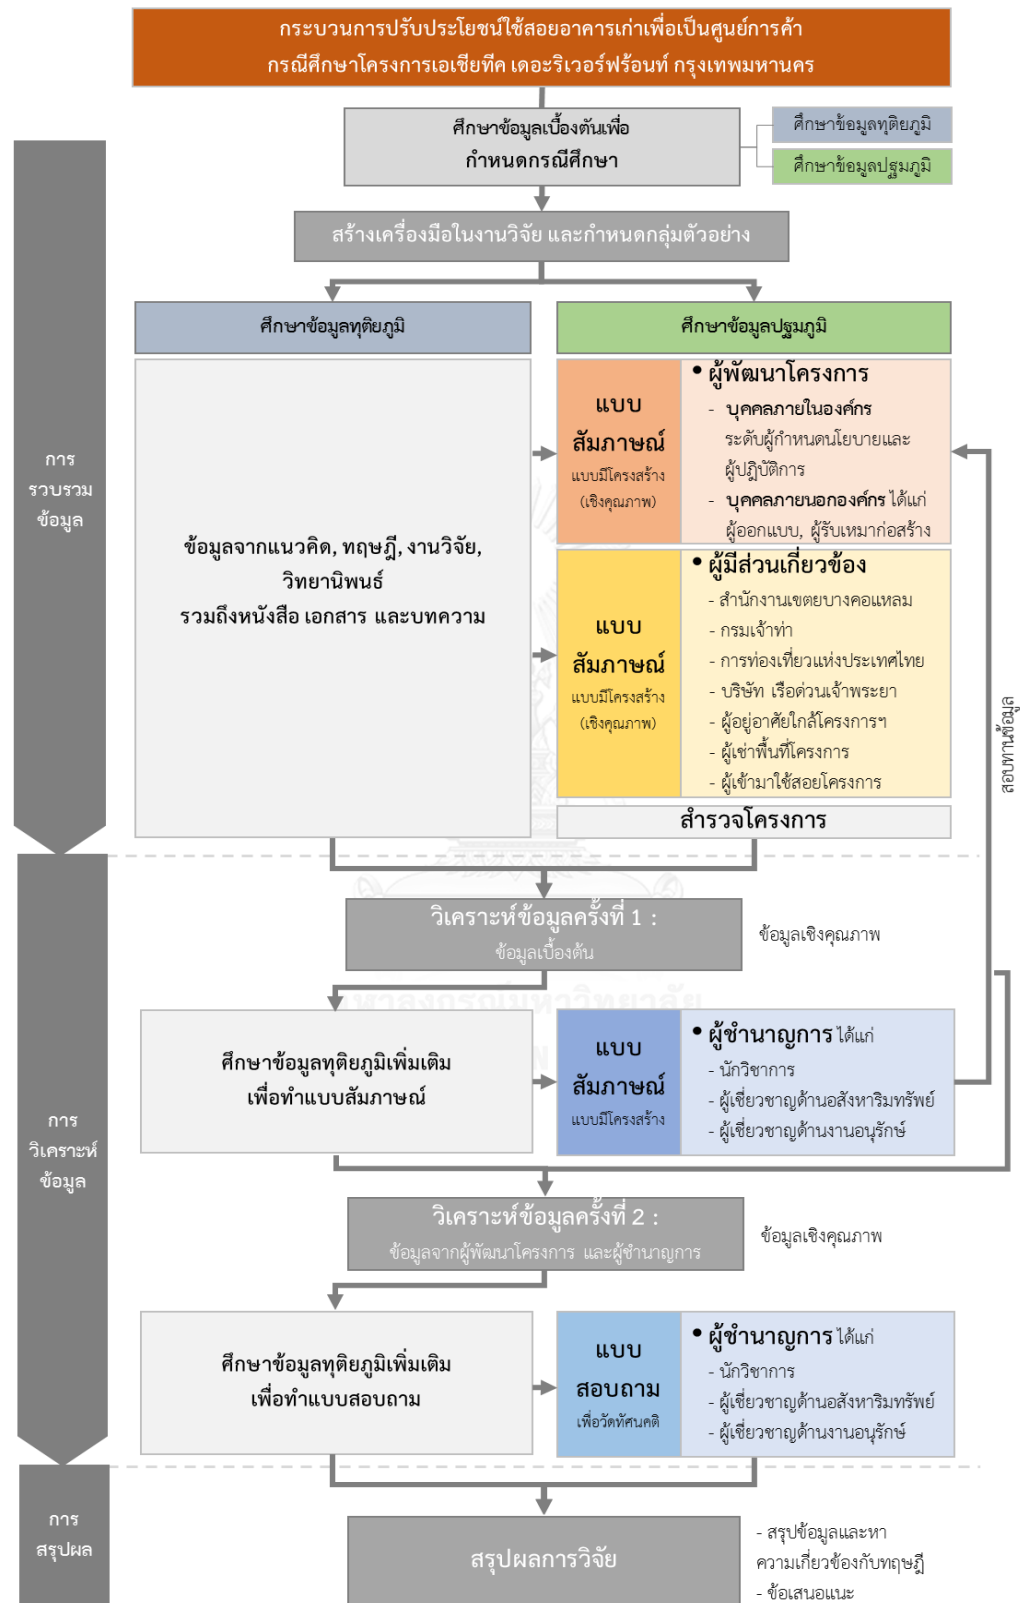 กระบวนการปรับประโยชน์ใช้สอยอาคารเก่าเพื่อเป็นศูนย์การค้า
กรณีศึกษาโครงการเอเชียทีค เดอะริเวอร์ฟร้อนท์ กรุงเทพมหานคร
ศึกษาข้อมูลเบื้องต้นเพื่อ
กำหนดกรณีศึกษา
ศึกษาข้อมูลทุติยภูมิ
ศึกษาข้อมูลปฐมภูมิ
สร้างเครื่องมือในงานวิจัย และกำหนดกลุ่มตัวอย่าง
การ
รวบรวม
ข้อมูล
ศึกษาข้อมูลทุติยภูมิ
ศึกษาข้อมูลปฐมภูมิ
ข้อมูลจากแนวคิด, ทฤษฎี, งานวิจัย,
วิทยานิพนธ์
รวมถึงหนังสือ เอกสาร และบทความ
แบบ
สัมภาษณ์
แบบมีโครงสร้าง
(เชิงคุณภาพ)
• ผู้พัฒนาโครงการ
- บุคคลภายในองค์กร
ระดับผู้กำหนดนโยบายและ
ผู้ปฎิบัติการ
- บุคคลภายนอกองค์กร ได้แก่
ผู้ออกแบบ, ผู้รับเหมาก่อสร้าง
แบบ
สัมภาษณ์
แบบมีโครงสร้าง
(เชิงคุณภาพ)
• ผู้มีส่วนเกี่ยวข้อง
- สำนักงานเขตยบางคอแหลม
- กรมเจ้าท่า
- การท่องเที่ยวแห่งประเทศไทย
- บริษัท เรือด่วนเจ้าพระยา
- ผู้อยู่อาศัยใกล้โครงการฯ
- ผู้เช่าพื้นที่โครงการ
- ผู้เข้ามาใช้สอยโครงการ
สำรวจโครงการ
สอบทานข้อมูล
การ
วิเคราะห์
ข้อมูล
วิเคราะห์ข้อมูลครั้งที่ 1 :
ข้อมูลเบื้องต้น
ข้อมูลเชิงคุณภาพ
ศึกษาข้อมูลทุติยภูมิเพิ่มเติม
เพื่อทำแบบสัมภาษณ์
แบบ
สัมภาษณ์
แบบมีโครงสร้าง
• ผู้ชำนาญการ ได้แก่
- นักวิชาการ
- ผู้เชี่ยวชาญด้านอสังหาริมทรัพย์
- ผู้เชี่ยวชาญด้านงานอนุรักษ์
วิเคราะห์ข้อมูลครั้งที่ 2 :
ข้อมูลจากผู้พัฒนาโครงการ และผู้ชำนาญการ
ข้อมูลเชิงคุณภาพ
ศึกษาข้อมูลทุติยภูมิเพิ่มเติม
เพื่อทำแบบสอบถาม
แบบ
สอบถาม
เพื่อวัดทัศนคติ
• ผู้ชำนาญการ ได้แก่
- นักวิชาการ
- ผู้เชี่ยวชาญด้านอสังหาริมทรัพย์
- ผู้เชี่ยวชาญด้านงานอนุรักษ์
การ
สรุปผล
สรุปผลการวิจัย
- สรุปข้อมูลและหา
ความเกี่ยวข้องกับทฤษฎี
- ข้อเสนอแนะ